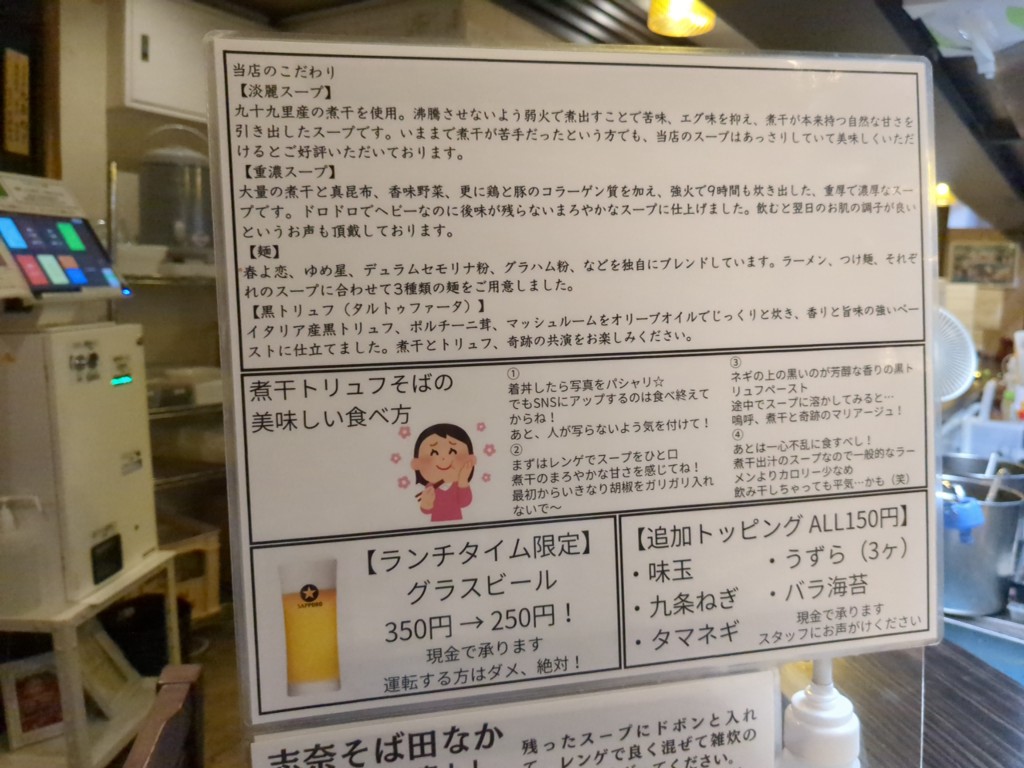 当店のこだわり
【淡麗スープ】
九十九里産の煮干を使用。沸騰させないよう弱火で煮出すことで苦味、エグ味を抑え、煮干が本来持つ自然な甘さを
引き出したスープです。いままで煮干が苦手だったという方でも、当店のスープはあっさりしていて美味しくいただ
けるとご好評いただいております。
【重濃スープ】
大量の煮干と真昆布、香味野菜、更に鶏と豚のコラーゲン質を加え、強火で9時間も炊き出した、重厚で濃厚なスー
プです。ドロドロでヘビーなのに後味が残らないまろやかなスープに仕上げました。飲むと翌日のお肌の調子が良い
というお声も頂戴しております。
【麺】
春よ恋、ゆめ星、デュラムセモリナ粉、グラハム粉、などを独自にブレンドしています。ラーメン、つけ麺、それぞ
れのスープに合わせて3種類の麺をご用意しました。
【黒トリュフ（タルトゥファータ）】
イタリア産黒トリュフ、ポルチーニ茸、マッシュルームをオリーブオイルでじっくりと炊き、香りと旨味の強いペー
ストに仕立てました。煮干とトリュフ、奇跡の共演をお楽しみください。
煮干トリュフそばの
美味しい食べ方
①
着丼したら写真をパシャリ☆
でもSNSにアップするのは食べ終えて
からね！
あと、人が写らないよう気を付けて！
②
まずはレンゲでスープをひと口
煮干のまろやかな甘さを感じてね！
最初からいきなり胡椒をガリガリ入れ
ないで～
③
ネギの上の黒いのが芳醇な香りの黒ト
リュフペースト
途中でスープに溶かしてみると…
嗚呼、煮干と奇跡のマリアージュ！
④
あとは一心不乱に食すべし！
煮干出汁のスープなので一般的なラー
メンよりカロリー少なめ
飲み干しちゃっても平気…かも（笑）
【ランチタイム限定】
グラスビール
350円→250円！
現金で承ります
運転する方はダメ、絶対！
SAPPORO
【追加トッピング ALL150円】
・味玉
・九条ねぎ
・タマネギ
・うずら（3ヶ）
・バラ海苔
現金で承ります
スタッフにお声がけください
志奈そば田なか
残ったスープにドボンと入れ
て、レンゲで良く混ぜて雑炊の